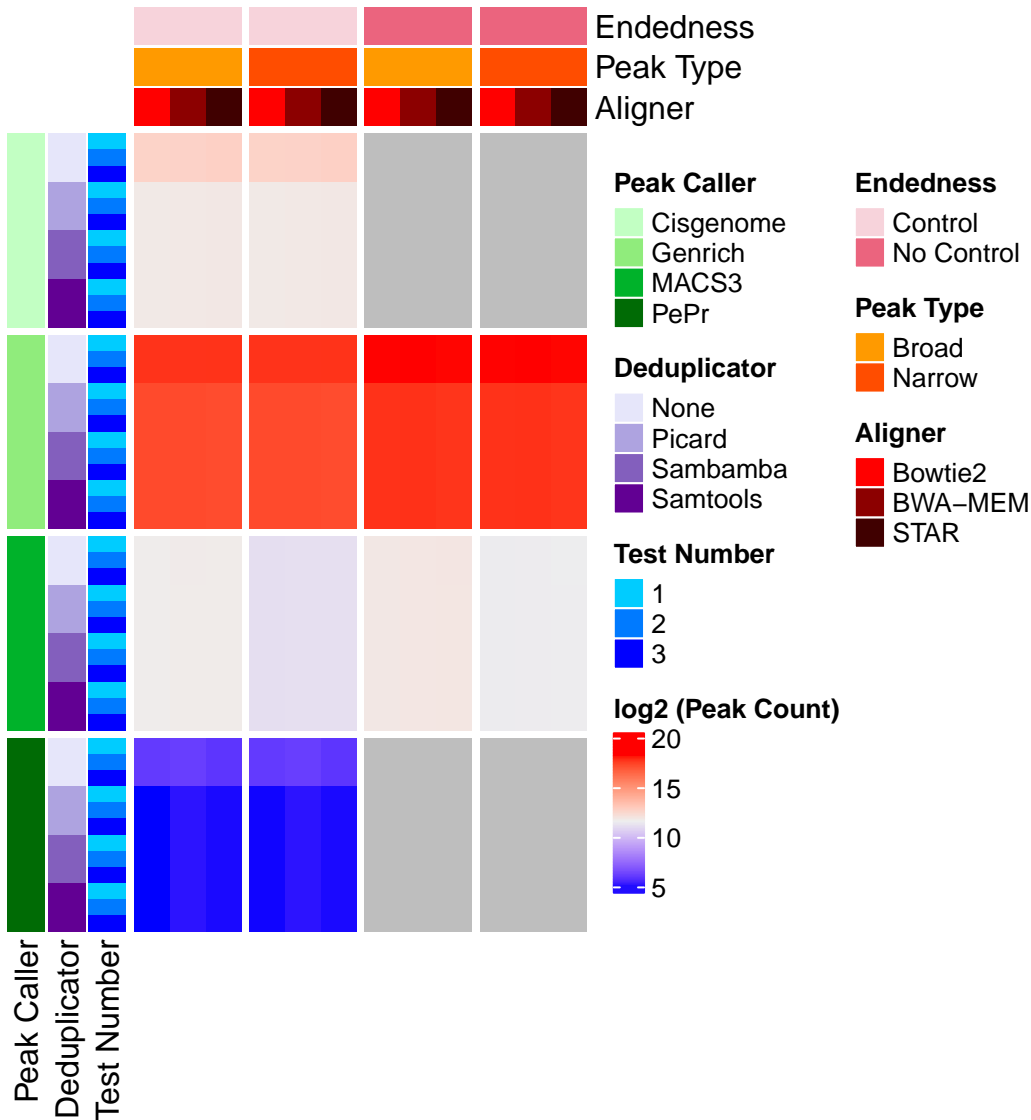 Endedness
Peak Type
Aligner
Peak Caller
Cisgenome
Genrich
MACS3
PePr
Deduplicator
None
Picard
Sambamba
Samtools
Test Number
1
2
3
log2 (Peak Count)
20
15
10
5
Endedness
Control
No Control
Peak Type
Broad
Narrow
Aligner
Bowtie2
BWA−MEM
STAR
Peak Caller
Deduplicator
Test Number